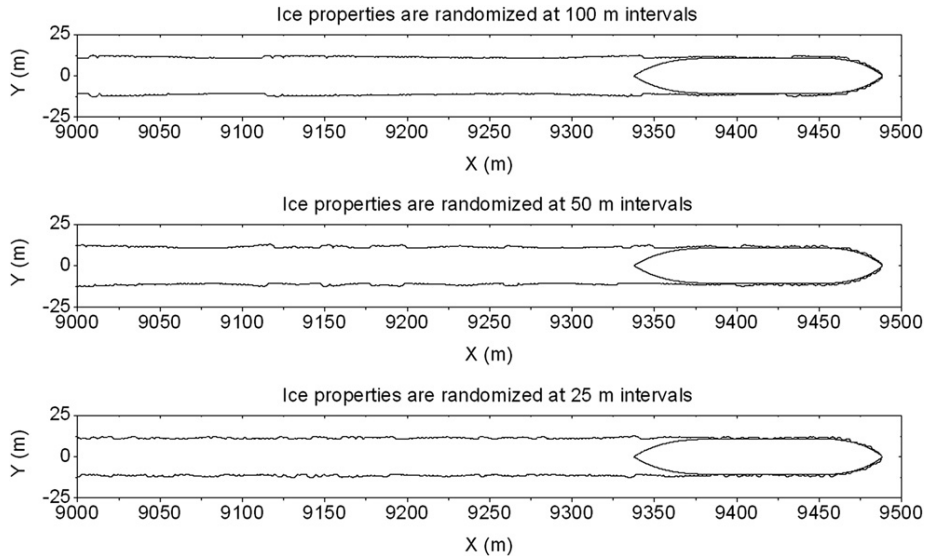 Ice properties are randomized at 100 m intervals
25
0
-25
Y (m)
9000 9050 9100 9150 9200 9250 9300 9350 9400 9450 9500
X (m)
Ice properties are randomized at 50 m intervals
25
0
-25
Y (m)
9000 9050 9100 9150 9200 9250 9300 9350 9400 9450 9500
X (m)
Ice properties are randomized at 25 m intervals
25
0
-25
Y (m)
9000 9050 9100 9150 9200 9250 9300 9350 9400 9450 9500
X (m)